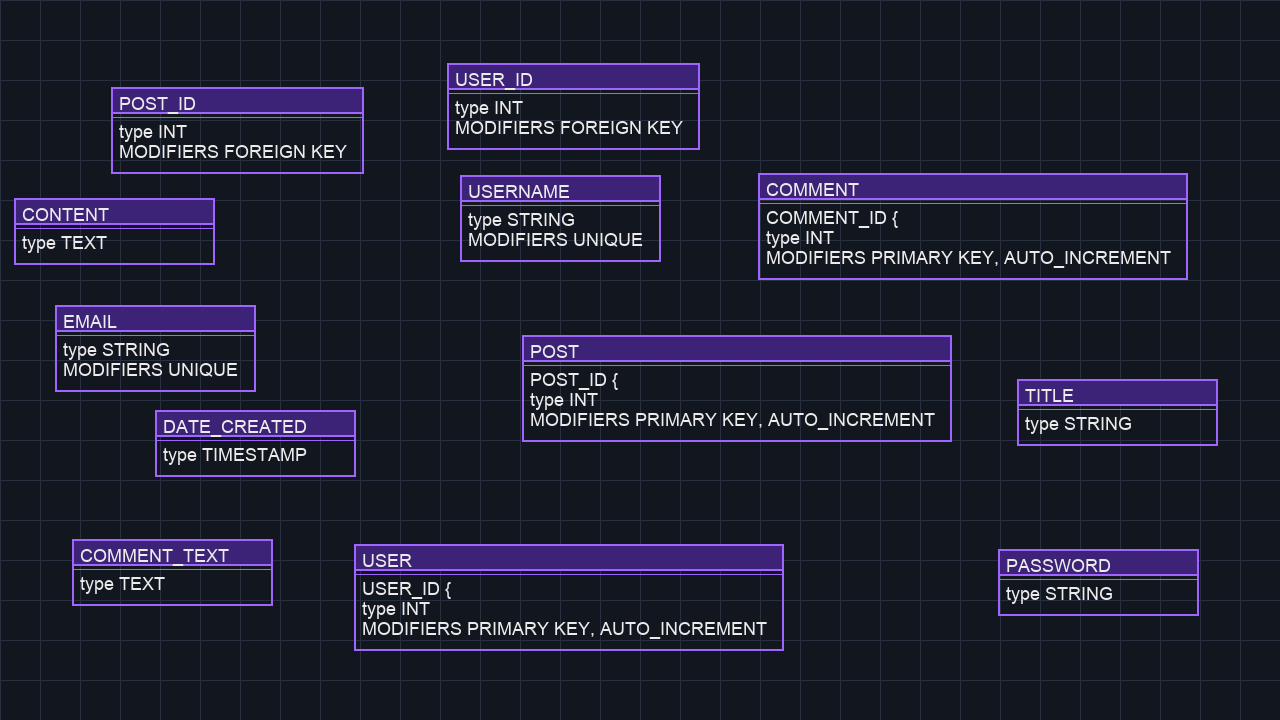 USER_ID
type INT
MODIFIERS FOREIGN KEY
POST_ID
type INT
MODIFIERS FOREIGN KEY
USERNAME
type STRING
MODIFIERS UNIQUE
COMMENT
COMMENT_ID {
type INT
MODIFIERS PRIMARY KEY, AUTO_INCREMENT
CONTENT
type TEXT
EMAIL
type STRING
MODIFIERS UNIQUE
POST
POST_ID {
type INT
MODIFIERS PRIMARY KEY, AUTO_INCREMENT
TITLE
type STRING
DATE_CREATED
type TIMESTAMP
COMMENT_TEXT
type TEXT
USER
USER_ID {
type INT
MODIFIERS PRIMARY KEY, AUTO_INCREMENT
PASSWORD
type STRING